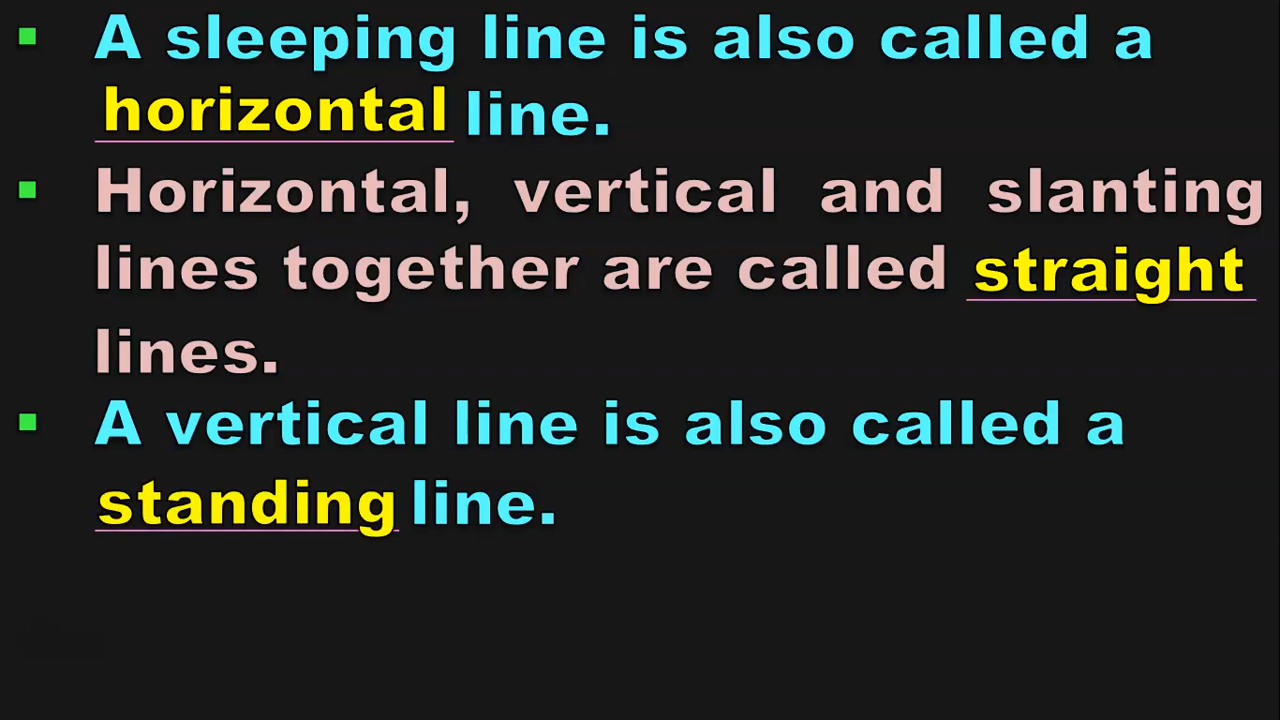 ▪ A sleeping line is also called a
horizontal line.
▪ Horizontal, vertical and slanting
lines together are called straight
lines.
▪ A vertical line is also called a
standing line.